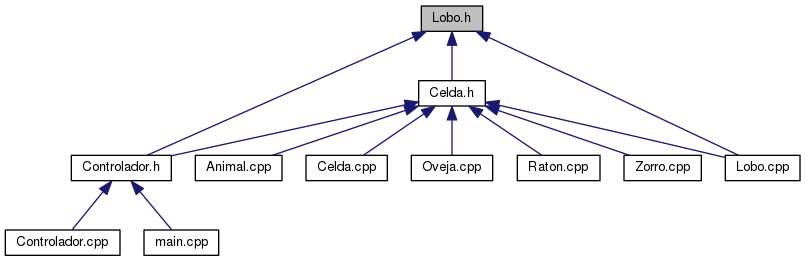 Lobo.h
Celda.h
Controlador.h
Animal.cpp
Celda.cpp
Oveja.cpp
Raton.cpp
Zorro.cpp
Lobo.cpp
Controlador.cpp
main.cpp